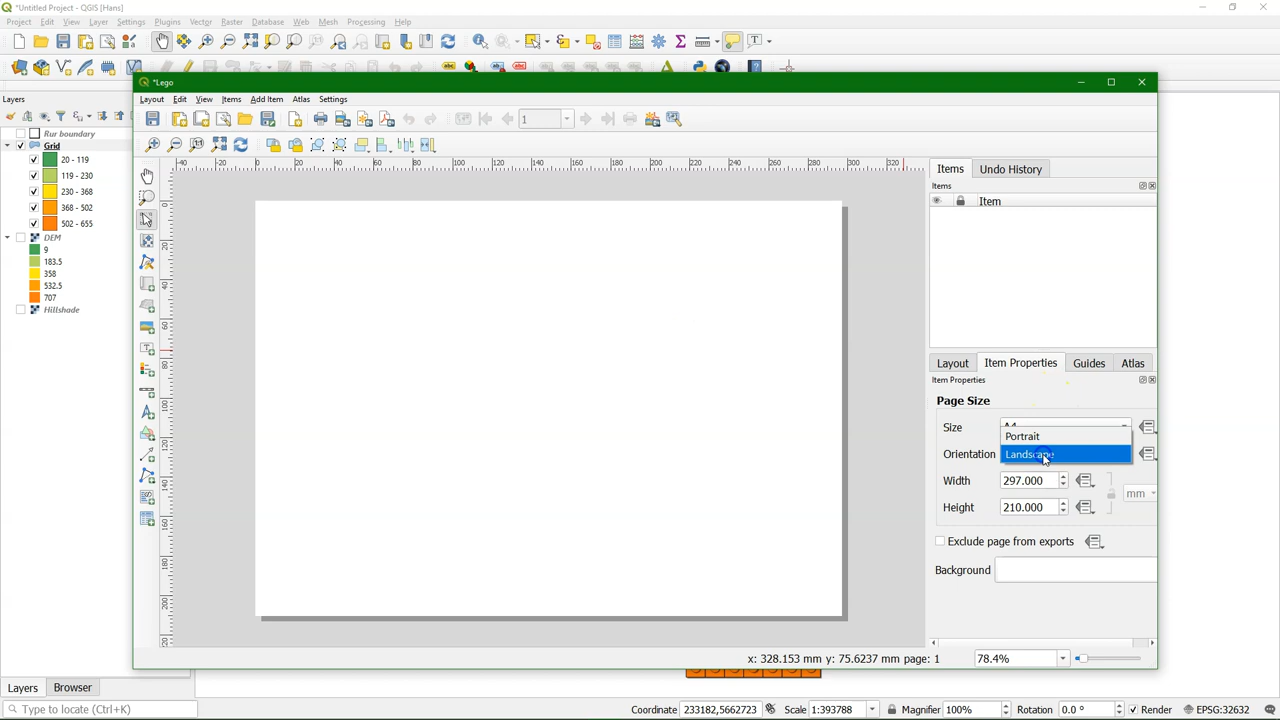 *Untitled Project - QGIS [Hans]
Project Edit View Layer Settings Plugins Vector Raster Database Web Mesh Processing Help
*Lego
Layers
Layout Edit View Items Add Item Atlas Settings
1
Rur boundary
Grid
20 - 119
119 - 230
230 - 368
368 - 502
502 - 655
DEM
9
183.5
358
532.5
707
Hillshade
Items Undo History
Items
Item
Layout Item Properties Guides Atlas
Item Properties
Page Size
Size
Portrait
Orientation Landscape
Width 297.000
mm
Height 210.000
Exclude page from exports
Background
x: 328.153 mm y: 75.6237 mm page: 1 78.4%
Layers Browser
Type to locate (Ctrl+K) Coordinate 233182,5662723 Scale 1:393788 Magnifier 100% Rotation 0.0 ° Render EPSG:32632